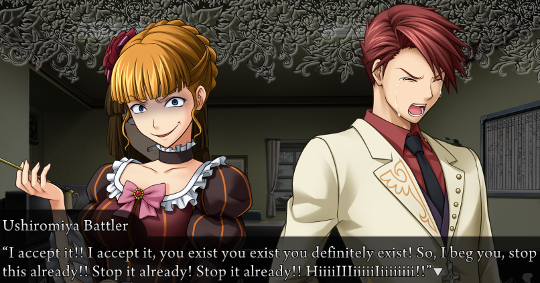 Ushiromiya Battler
“I accept it!! I accept it, you exist you exist you definitely exist! So, I beg you, stop
this already!! Stop it already! Stop it already!! HiiiiIIIiiiiiIiiiiiiii!!”